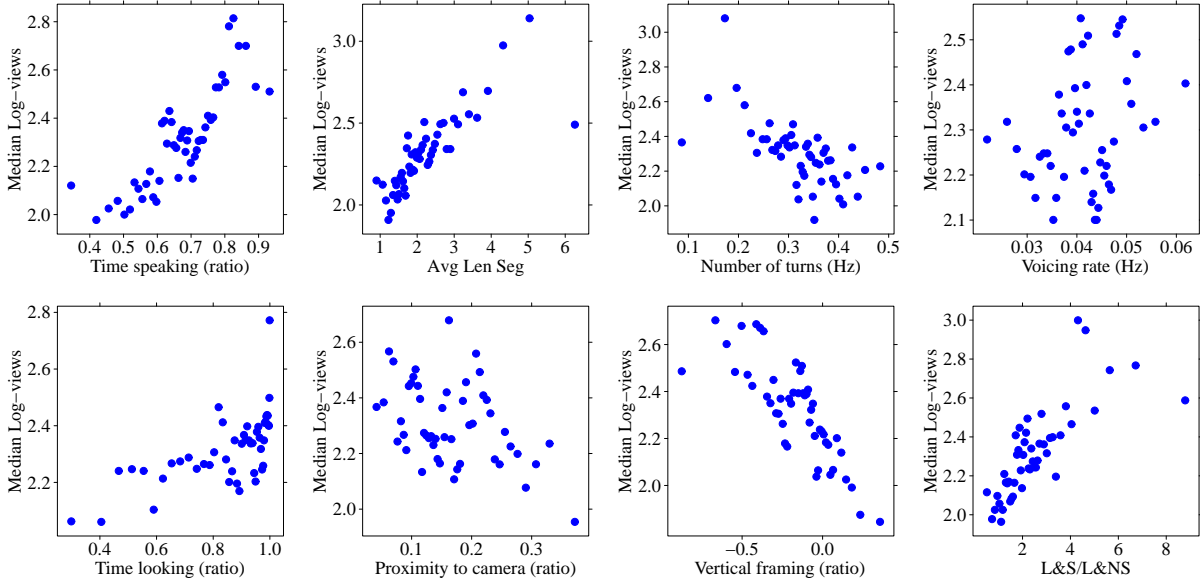 2.8
2.6
2.4
2.2
2.0
Median Log−views
0.4 0.5 0.6 0.7 0.8 0.9
Time speaking (ratio)
3.0
2.5
2.0
Median Log−views
1 2 3 4 5 6
Avg Len Seg
3.0
2.8
2.6
2.4
2.2
2.0
Median Log−views
0.1 0.2 0.3 0.4 0.5
Number of turns (Hz)
2.5
2.4
2.3
2.2
2.1
Median Log−views
0.03 0.04 0.05 0.06
Voicing rate (Hz)
2.8
2.6
2.4
2.2
Median Log−views
0.4 0.6 0.8 1.0
Time looking (ratio)
2.6
2.4
2.2
2.0
Median Log−views
0.1 0.2 0.3
Proximity to camera (ratio)
2.6
2.4
2.2
2.0
Median Log−views
−0.5 0.0
Vertical framing (ratio)
3.0
2.8
2.6
2.4
2.2
2.0
Median Log−views
2 4 6 8
L&S/L&NS